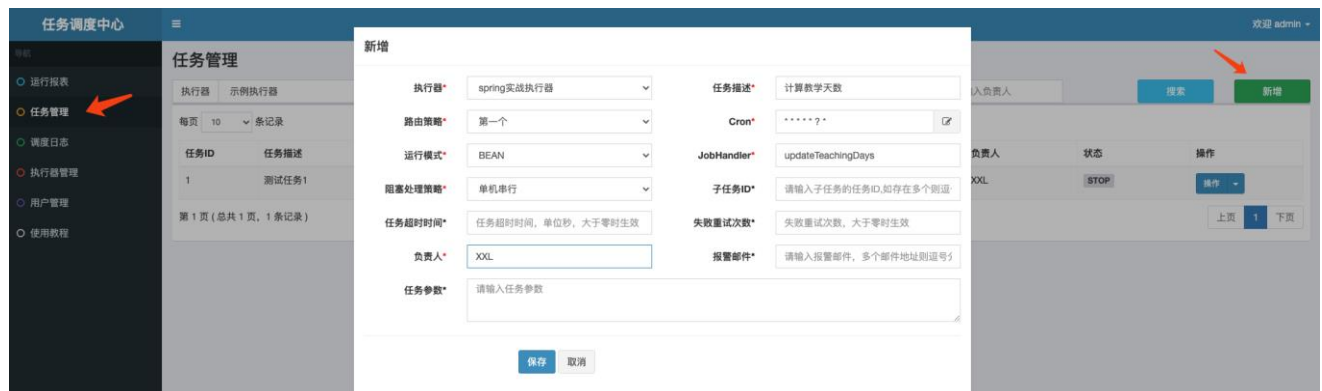 任务调度中心 欢迎 admin
导航
任务管理
新增
运行报表
任务管理
调度日志
执行器管理
用户管理
使用教程
执行器 示例执行器 入负责人 搜索 新增
每页 10 条记录
任务ID 任务描述 负责人 状态 操作
1 测试任务1 XXL STOP 操作
第 1 页 ( 总共 1 页, 1 条记录 ) 上页 1 下页
执行器* spring实战执行器 任务描述* 计算教学天数
路由策略* 第一个 Cron* * * * * * ? *
运行模式* BEAN JobHandler* updateTeachingDays
阻塞处理策略* 单机串行 子任务ID* 请输入子任务的任务ID,如存在多个则逗
任务超时时间* 任务超时时间，单位秒，大于零时生效 失败重试次数* 失败重试次数，大于零时生效
负责人* XXL 报警邮件* 请输入报警邮件，多个邮件地址则逗号分
任务参数* 请输入任务参数
保存 取消